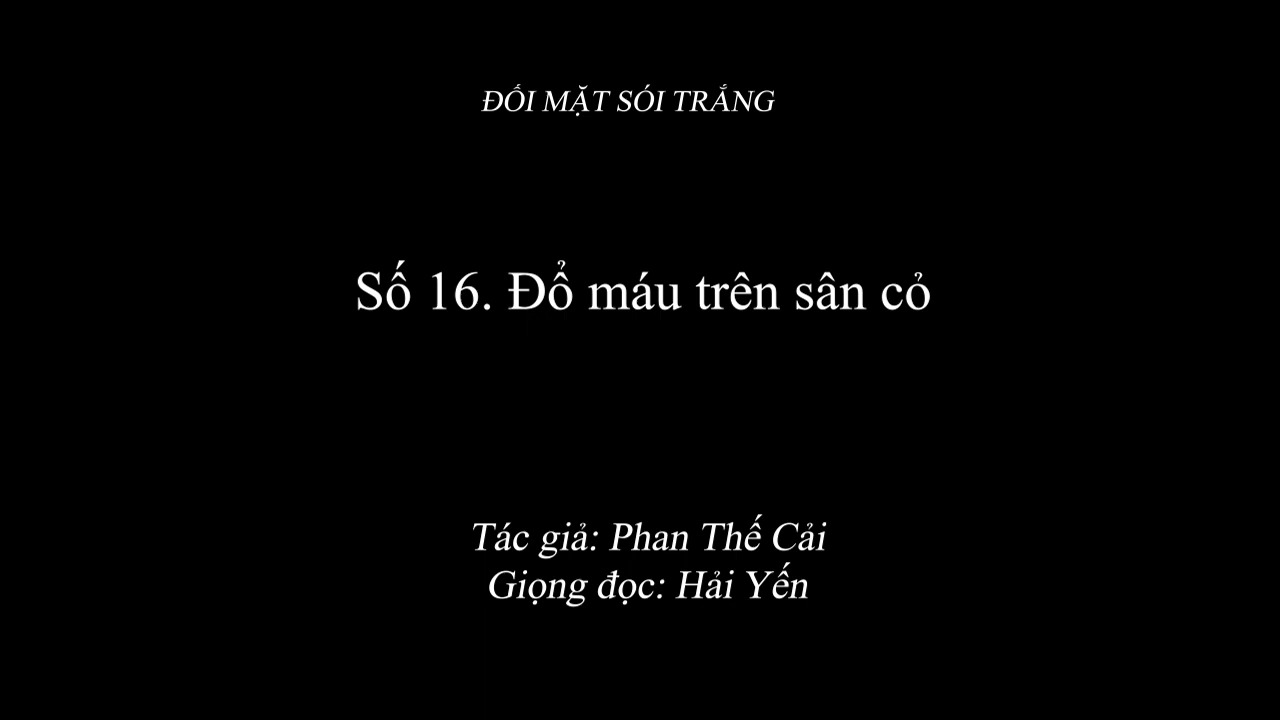 ĐỐI MẶT SÓI TRẮNG
Số 16. Đổ máu trên sân cỏ
Tác giả: Phan Thế Cải
Giọng đọc: Hải Yến